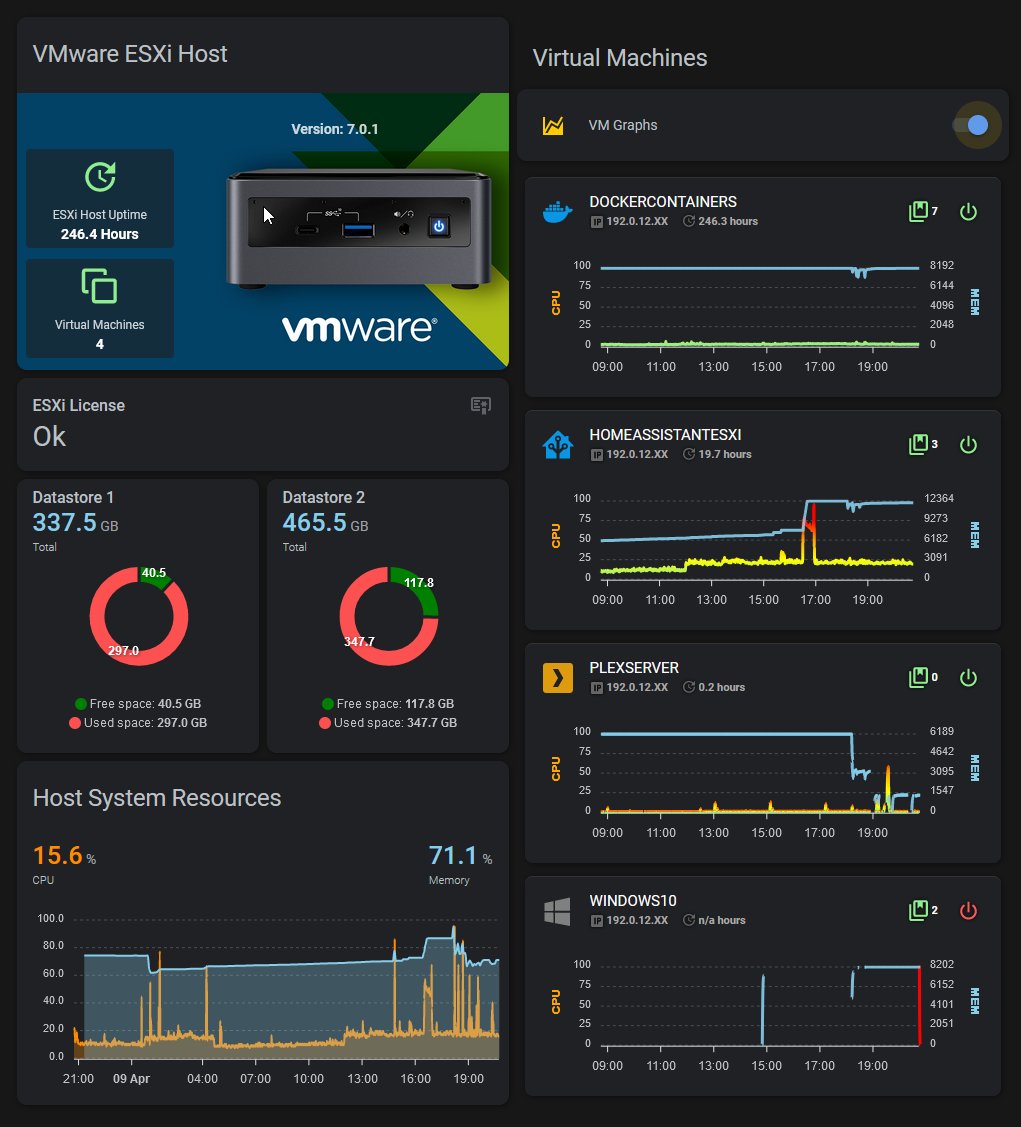 VMware ESXi Host
Version: 7.0.1
ESXi Host Uptime
246.4 Hours
Virtual Machines
4
vmware®
ESXi License
Ok
Datastore 1
337.5 GB
Total
40.5
297.0
Free space: 40.5 GB
Used space: 297.0 GB
Datastore 2
465.5 GB
Total
117.8
347.7
Free space: 117.8 GB
Used space: 347.7 GB
Host System Resources
15.6 %
CPU
71.1 %
Memory
100.0
80.0
60.0
40.0
20.0
0.0
21:00 09 Apr 04:00 07:00 10:00 13:00 16:00 19:00
Virtual Machines
VM Graphs
DOCKERCONTAINERS
IP 192.0.12.XX 246.3 hours
7
CPU
100
75
50
25
0
8192
6144
4096
2048
0
MEM
09:00 11:00 13:00 15:00 17:00 19:00
HOMEASSISTANTESXI
IP 192.0.12.XX 19.7 hours
3
CPU
100
75
50
25
0
12364
9273
6182
3091
0
MEM
09:00 11:00 13:00 15:00 17:00 19:00
PLEXSERVER
IP 192.0.12.XX 0.2 hours
0
CPU
100
75
50
25
0
6189
4642
3095
1547
0
MEM
09:00 11:00 13:00 15:00 17:00 19:00
WINDOWS10
IP 192.0.12.XX n/a hours
2
CPU
100
75
50
25
0
8202
6152
4101
2051
0
MEM
09:00 11:00 13:00 15:00 17:00 19:00